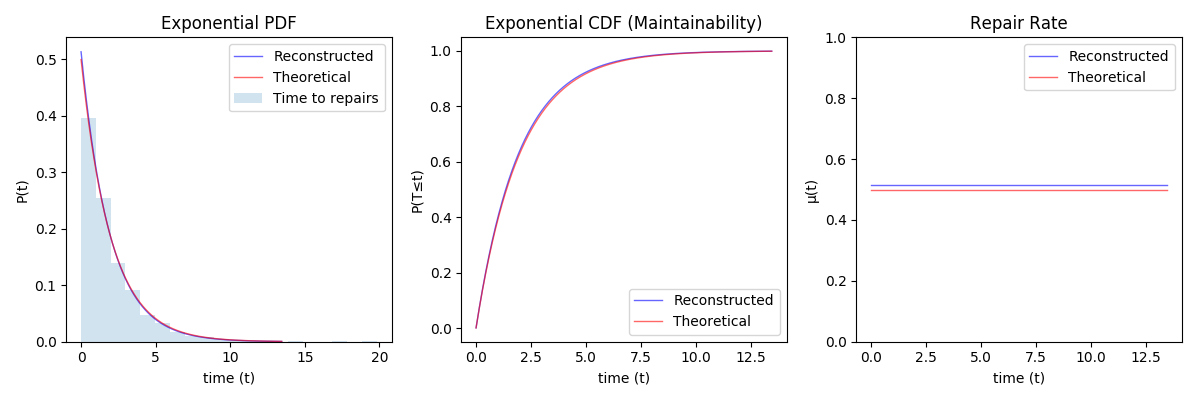 Exponential PDF
P(t)
0.5
0.4
0.3
0.2
0.1
0.0
0
5
10
15
20
time (t)
Reconstructed
Theoretical
Time to repairs
Exponential CDF (Maintainability)
P(T≤t)
1.0
0.8
0.6
0.4
0.2
0.0
0.0
2.5
5.0
7.5
10.0
12.5
time (t)
Reconstructed
Theoretical
Repair Rate
μ(t)
1.0
0.8
0.6
0.4
0.2
0.0
0.0
2.5
5.0
7.5
10.0
12.5
time (t)
Reconstructed
Theoretical